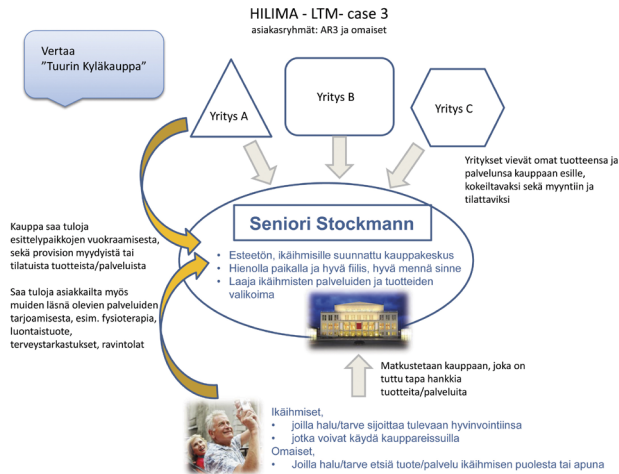 HILIMA - LTM- case 3
asiakasryhmät: AR3 ja omaiset
Vertaa
”Tuurin Kyläkauppa”
Yritys A
Yritys B
Yritys C
Yritykset vievät omat tuotteensa ja
palvelunsa kauppaan esille,
kokeiltavaksi sekä myyntiin ja
tilattaviksi
Seniori Stockmann
• Esteetön, ikäihmisille suunnattu kauppakeskus
• Hienolla paikalla ja hyvä fiilis, hyvä mennä sinne
• Laaja ikäihmisten palveluiden ja tuotteiden
valikoima
Kauppa saa tuloja
esittelypaikkojen vuokraamisesta,
sekä provision myydyistä tai
tilatuista tuotteista/palveluista
Saa tuloja asiakkailta myös
muiden läsnä olevien palveluiden
tarjoamisesta, esim. fysioterapia,
luontaistuote,
terveystarkastukset, ravintolat
Matkustetaan kauppaan, joka on
tuttu tapa hankkia
tuotteita/palveluita
Ikäihmiset,
• joilla halu/tarve sijoittaa tulevaan hyvinvointiinsa
• jotka voivat käydä kauppareissuilla
Omaiset,
• Joilla halu/tarve etsiä tuote/palvelu ikäihmisen puolesta tai apuna